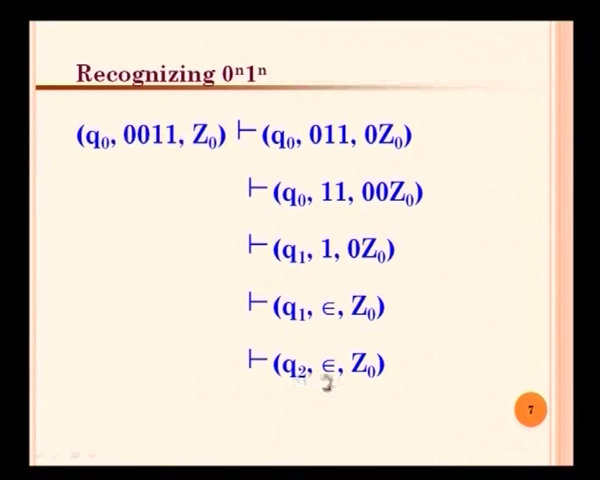 Recognizing 0ⁿ1ⁿ
(q₀, 0011, Z₀) ⊢ (q₀, 011, 0Z₀)
⊢ (q₀, 11, 00Z₀)
⊢ (q₁, 1, 0Z₀)
⊢ (q₁, ∈, Z₀)
⊢ (q₂, ∈, Z₀)
7